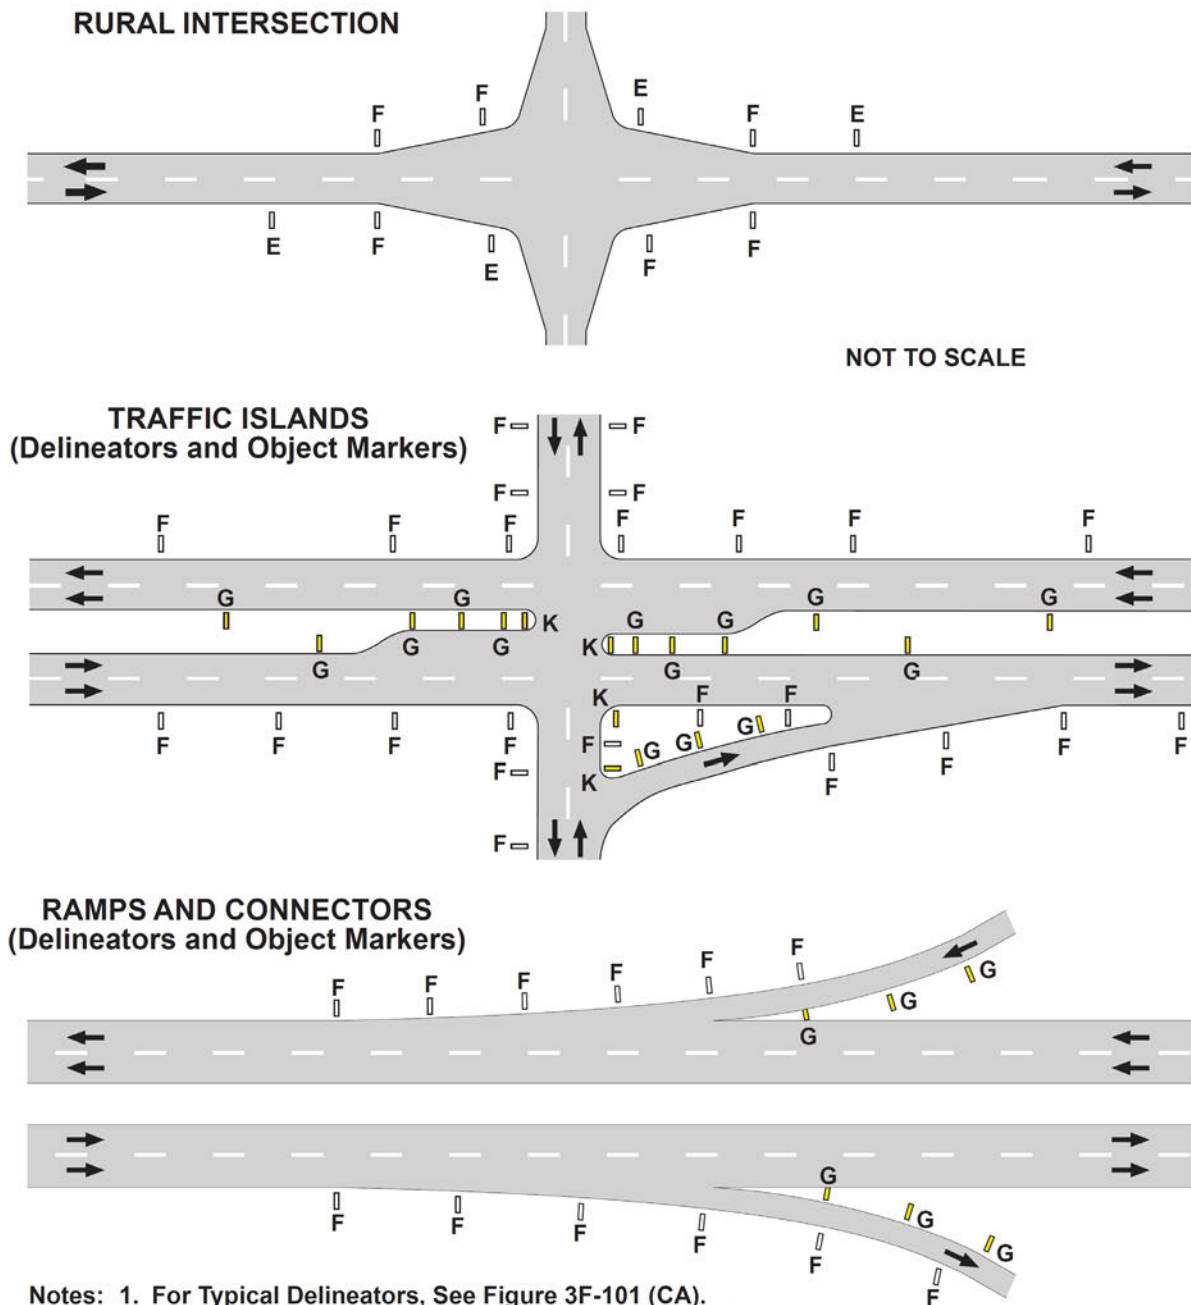 RURAL INTERSECTION
F F E F E
E F E F F
NOT TO SCALE
TRAFFIC ISLANDS
(Delineators and Object Markers)
F F
F F
F F F F F F F
G G G G G
K
G G G K G G
K F F
F F F F F G G G
F K F F F F
F
RAMPS AND CONNECTORS
(Delineators and Object Markers)
F F F F F F G
G
G
G
F F F F F G
G
F
Notes: 1. For Typical Delineators, See Figure 3F-101 (CA).